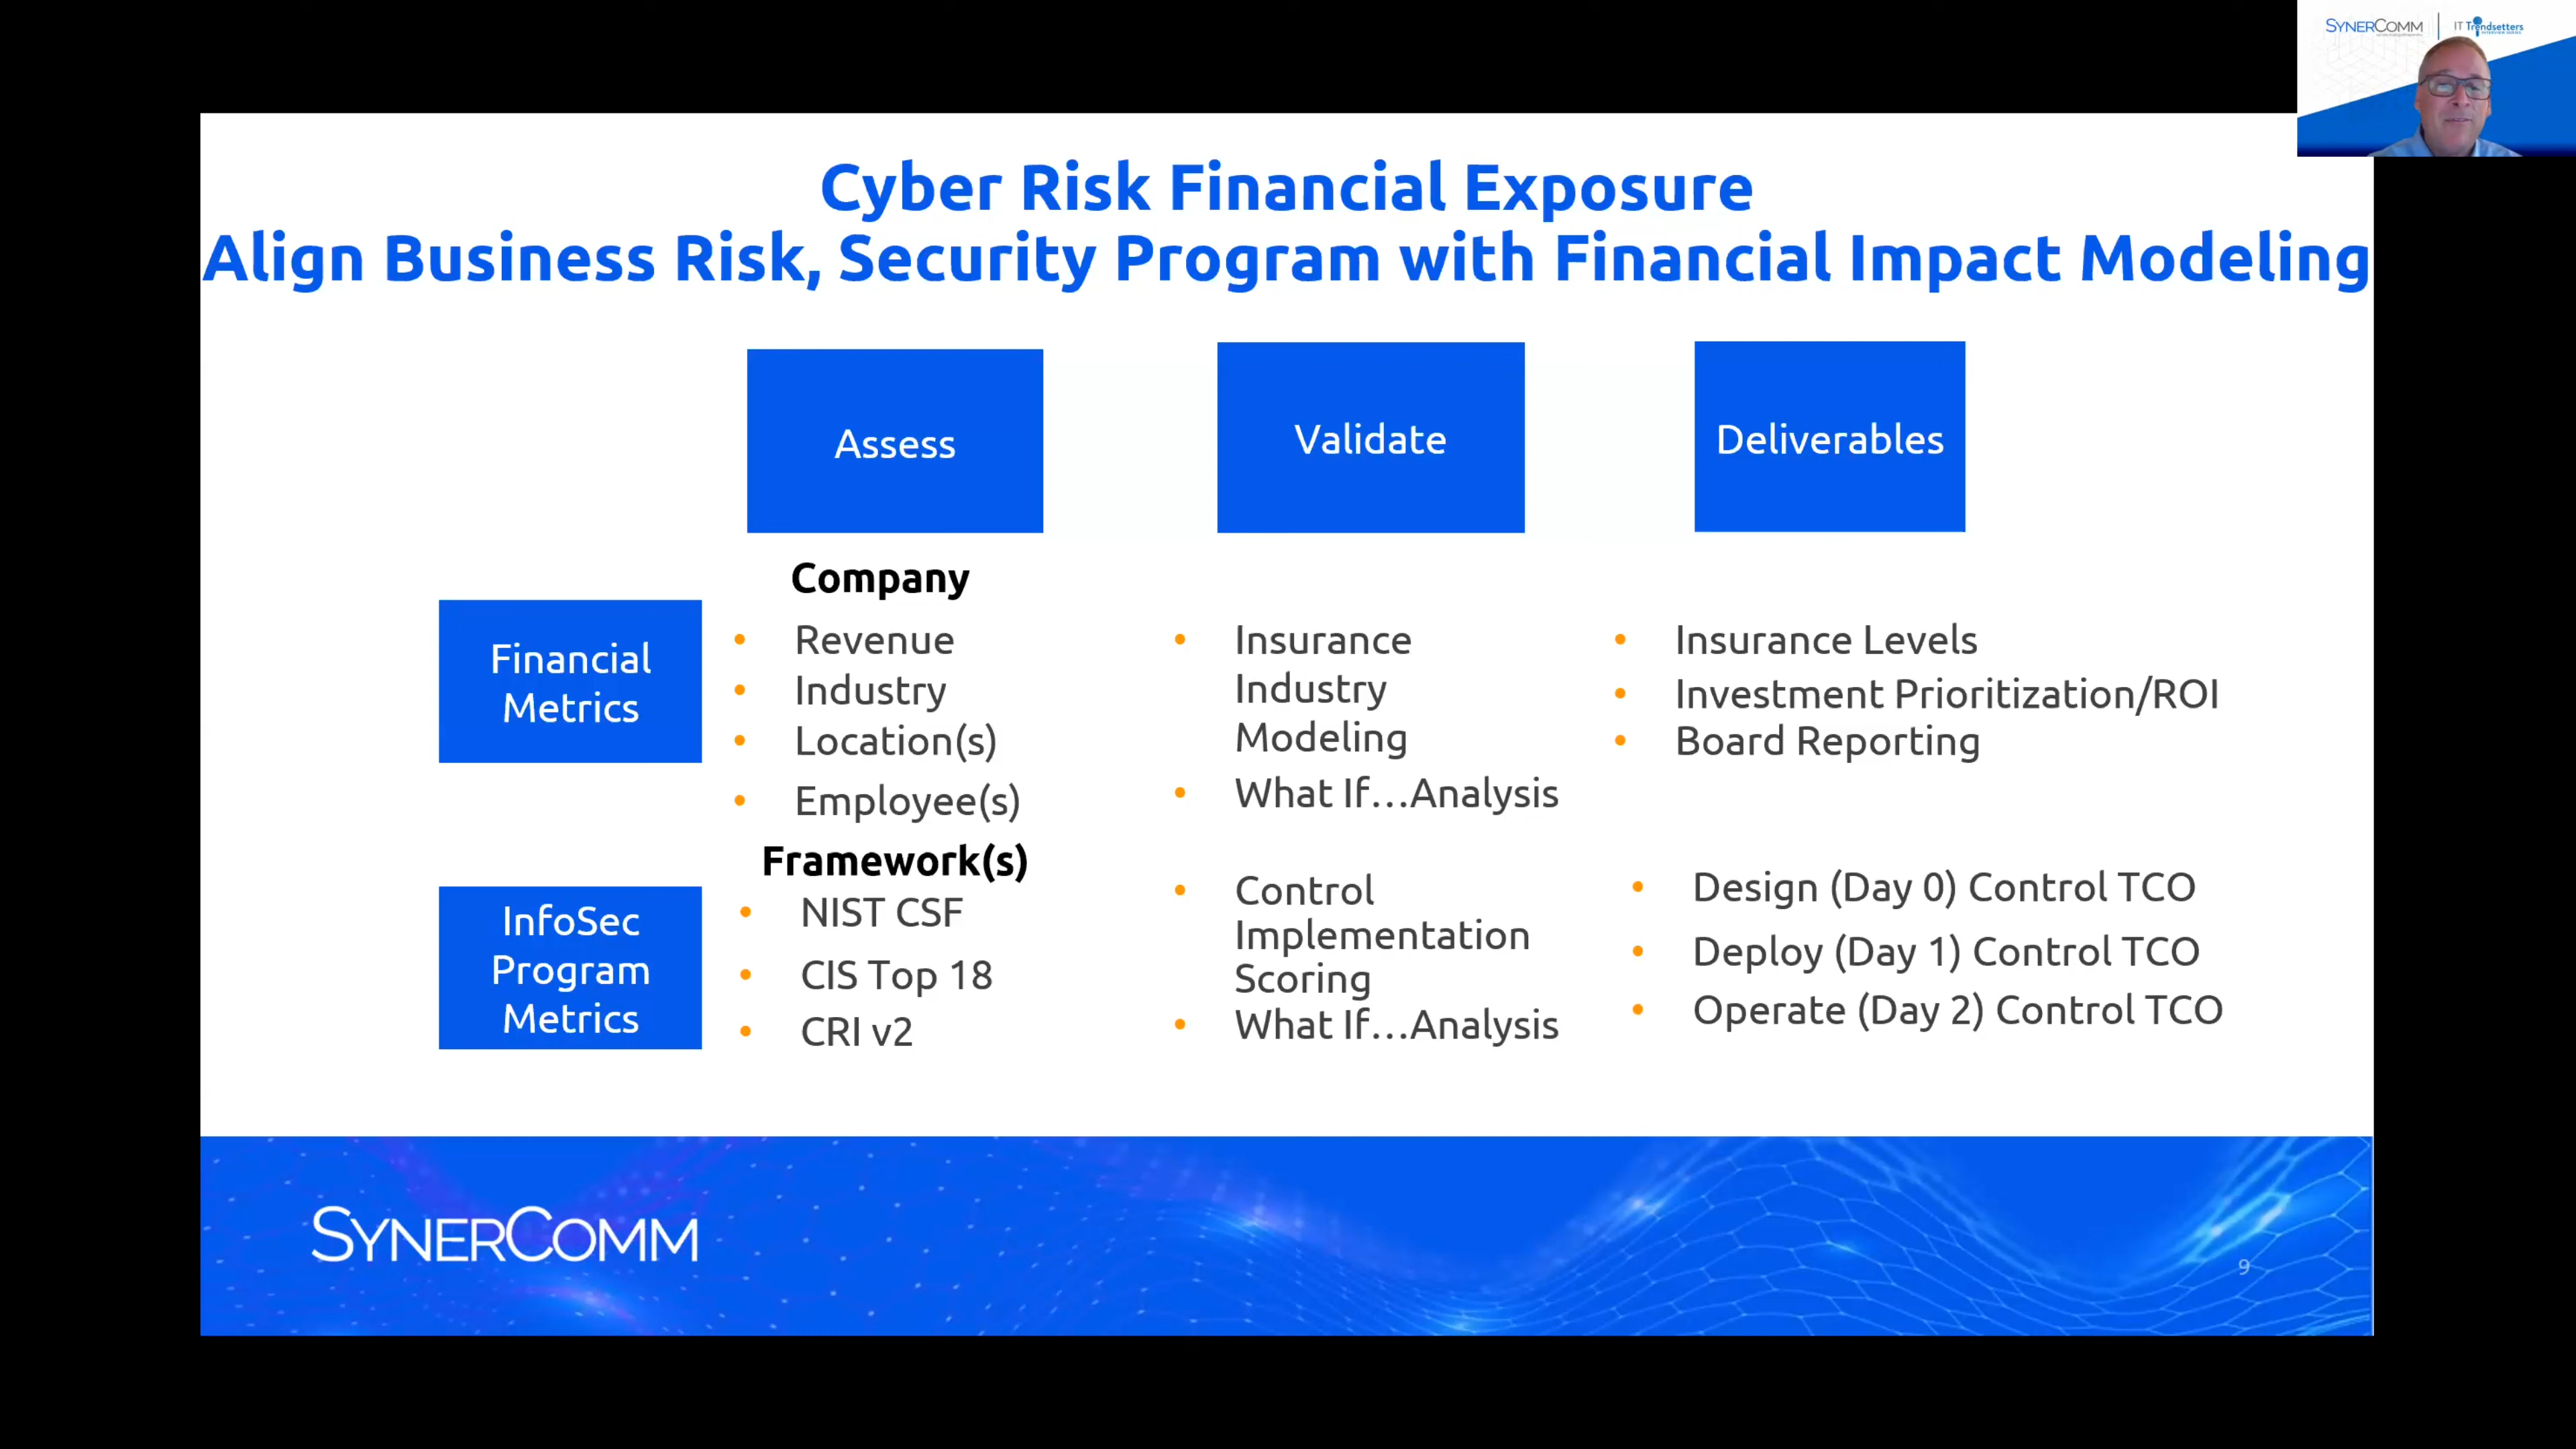 SYNERCOMM
IT Trendsetters
Cyber Risk Financial Exposure
Align Business Risk, Security Program with Financial Impact Modeling
Assess
Validate
Deliverables
Company
Financial
Metrics
• Revenue
• Industry
• Location(s)
• Employee(s)
• Insurance
Industry
Modeling
• What If...Analysis
• Insurance Levels
• Investment Prioritization/ROI
• Board Reporting
Framework(s)
InfoSec
Program
Metrics
• NIST CSF
• CIS Top 18
• CRI v2
• Control
Implementation
Scoring
• What If...Analysis
• Design (Day 0) Control TCO
• Deploy (Day 1) Control TCO
• Operate (Day 2) Control TCO
SYNERCOMM
9